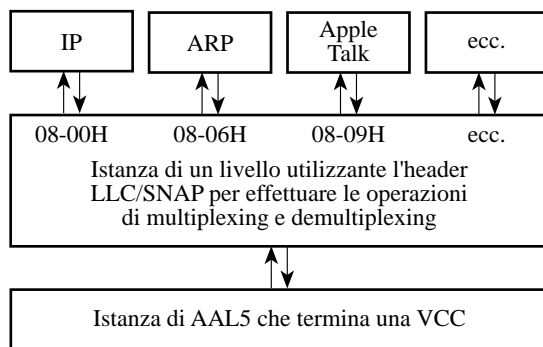 IP
ARP
Apple
Talk
ecc.
08-00H
08-06H
08-09H
ecc.
Istanza di un livello utilizzante l'header
LLC/SNAP per effettuare le operazioni
di multiplexing e demultiplexing
Istanza di AAL5 che termina una VCC